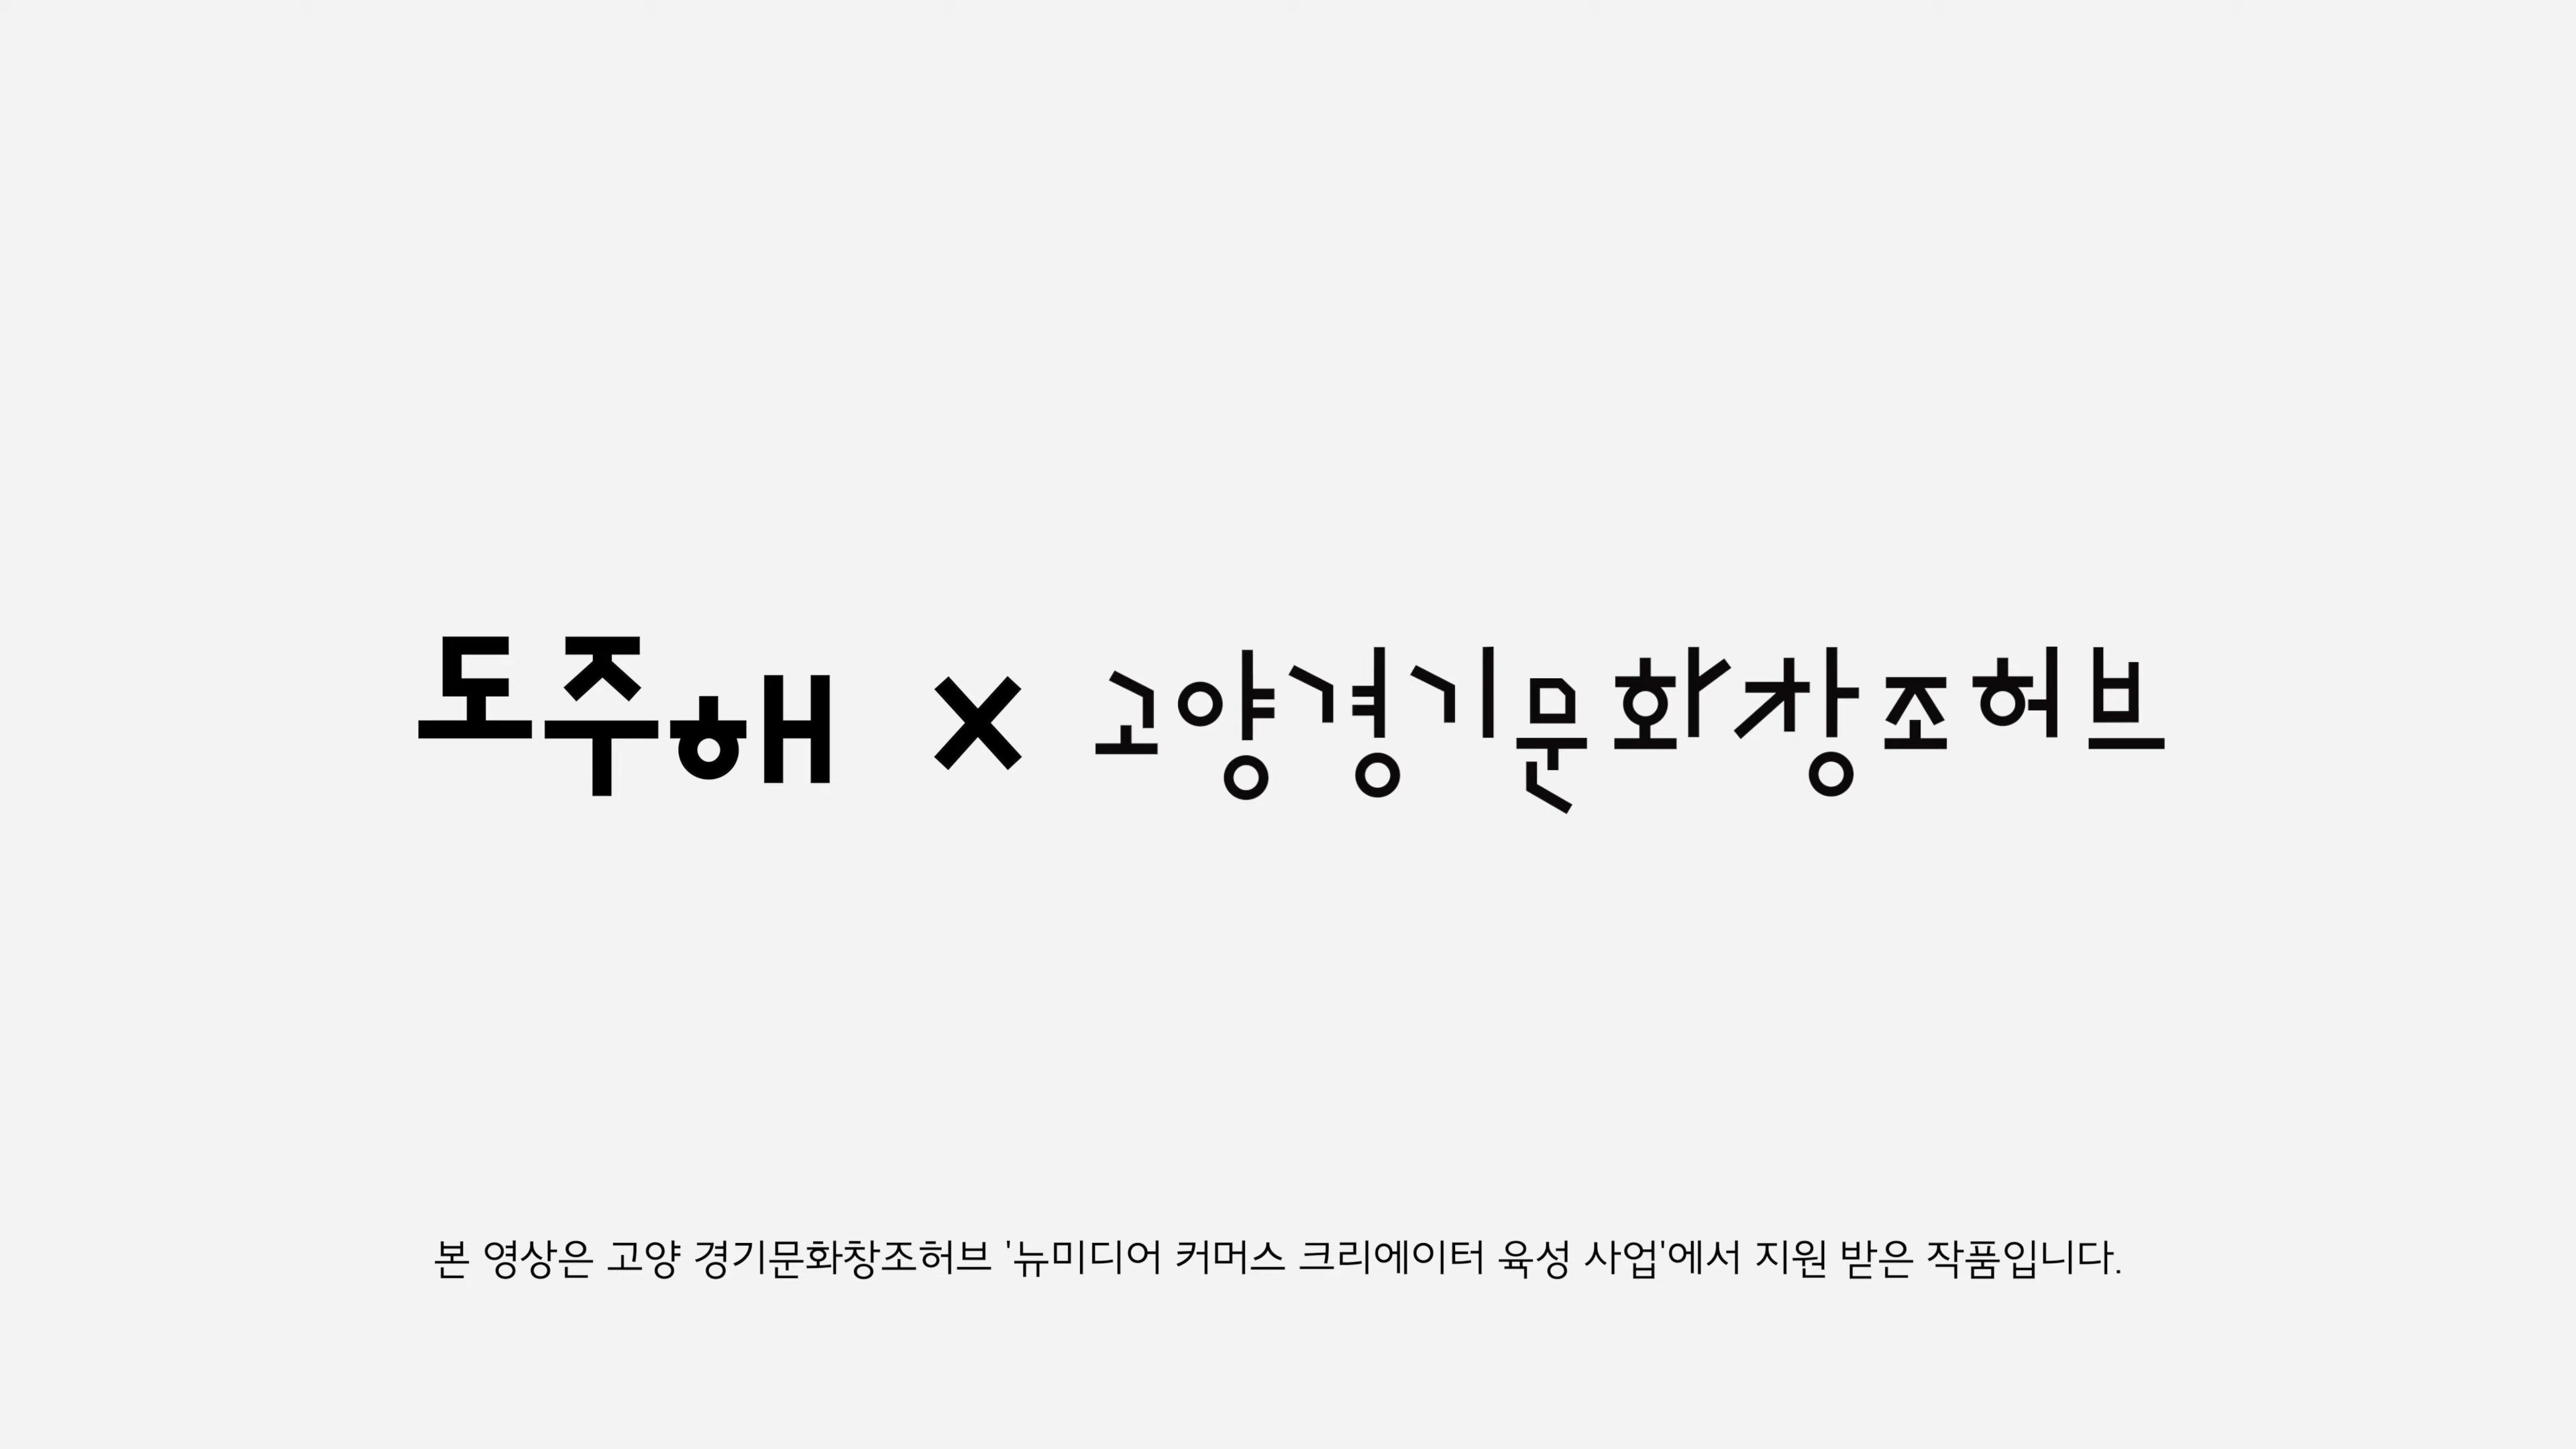 도주해 × 고양경기문화창조허브
본 영상은 고양 경기문화창조허브 '뉴미디어 커머스 크리에이터 육성 사업'에서 지원 받은 작품입니다.